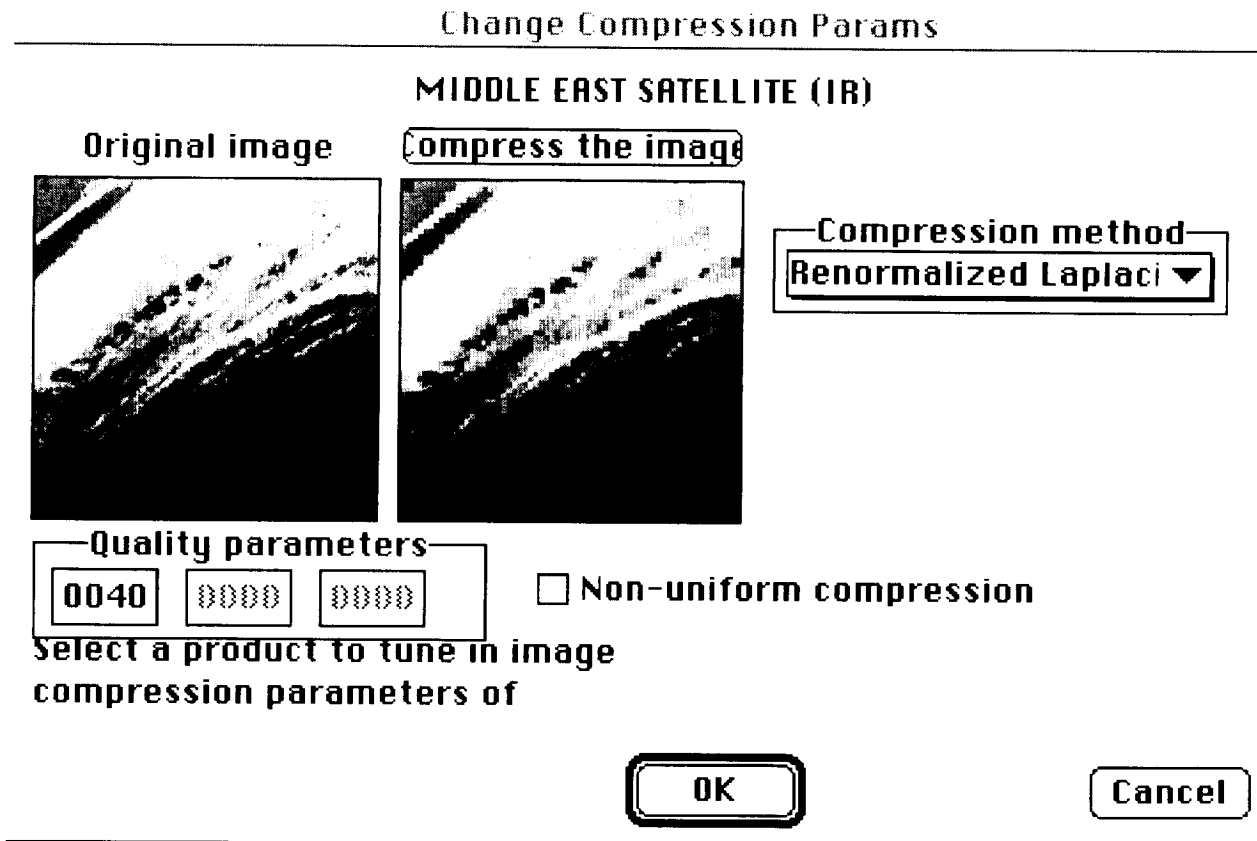 Change Compression Params
MIDDLE EAST SATELLITE (IR)
Original image
Compress the image
Compression method
Renormalized Laplaci
Quality parameters
0040 0000 0000
Non-uniform compression
Select a product to tune in image
compression parameters of
OK
Cancel